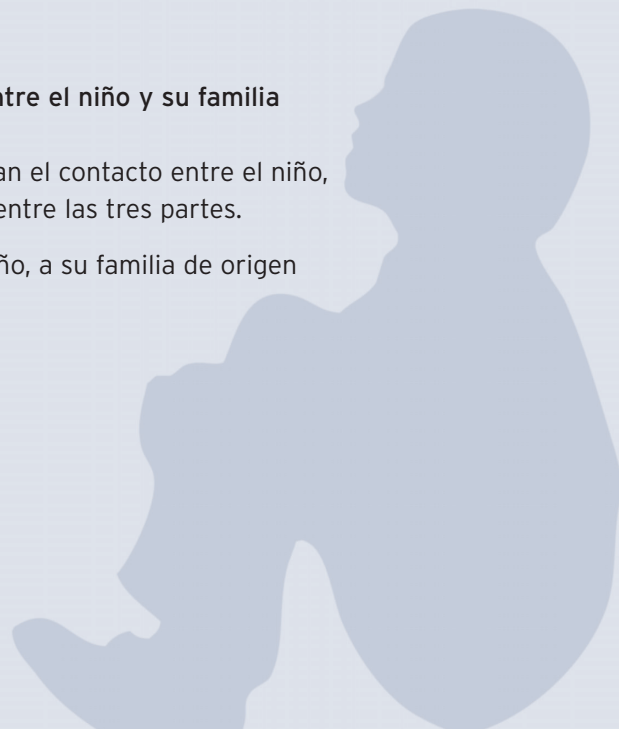 ntre el niño y su familia
an el contacto entre el niño,
entre las tres partes.
ño, a su familia de origen